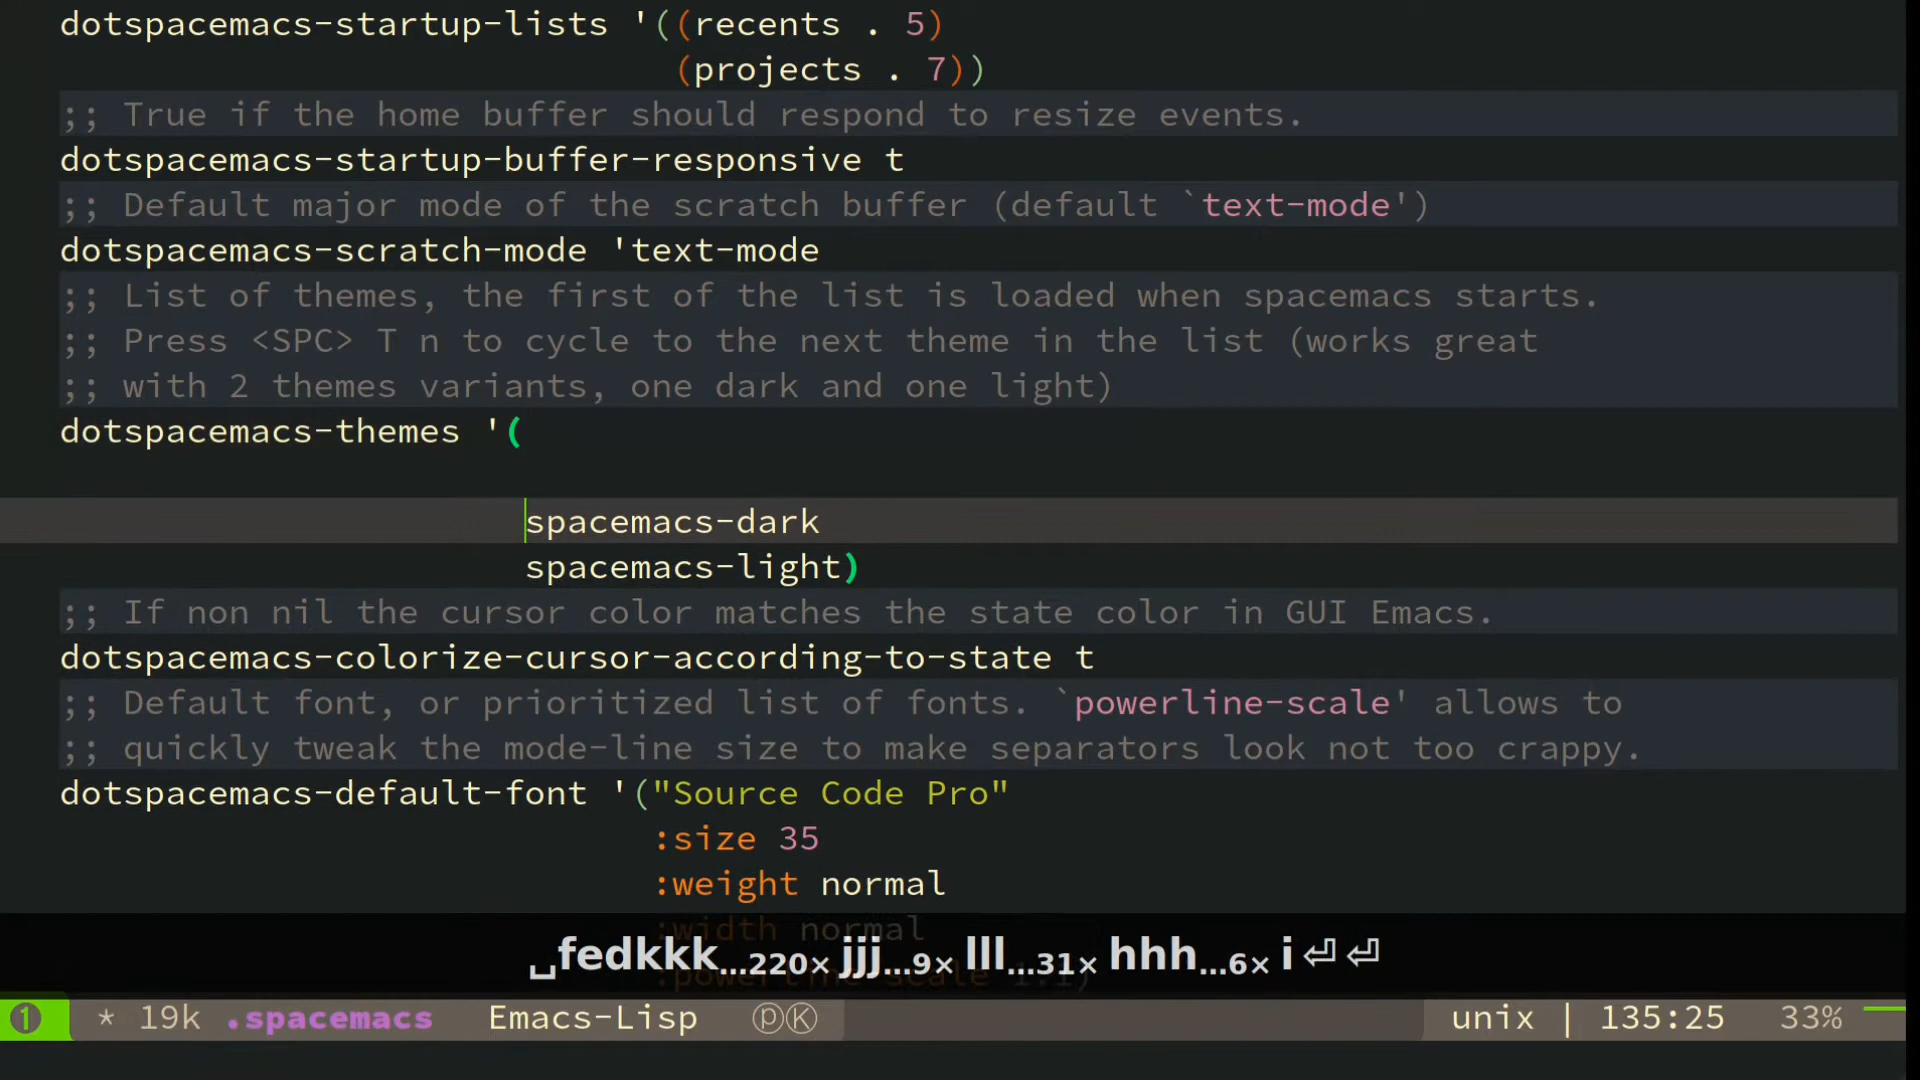 dotspacemacs-startup-lists '((recents . 5)
(projects . 7))
;; True if the home buffer should respond to resize events.
dotspacemacs-startup-buffer-responsive t
;; Default major mode of the scratch buffer (default `text-mode')
dotspacemacs-scratch-mode 'text-mode
;; List of themes, the first of the list is loaded when spacemacs starts.
;; Press <SPC> T n to cycle to the next theme in the list (works great
;; with 2 themes variants, one dark and one light)
dotspacemacs-themes '(
spacemacs-dark
spacemacs-light)
;; If non nil the cursor color matches the state color in GUI Emacs.
dotspacemacs-colorize-cursor-according-to-state t
;; Default font, or prioritized list of fonts. `powerline-scale' allows to
;; quickly tweak the mode-line size to make separators look not too crappy.
dotspacemacs-default-font '("Source Code Pro"
:size 35
:weight normal
:width normal
:powerline-scale 1.1)
␣fedkkk...220× jjj...9× lll...31× hhh...6× i⏎⏎
❶ * 19k .spacemacs Emacs-Lisp ⓟⓀ unix | 135:25 33%